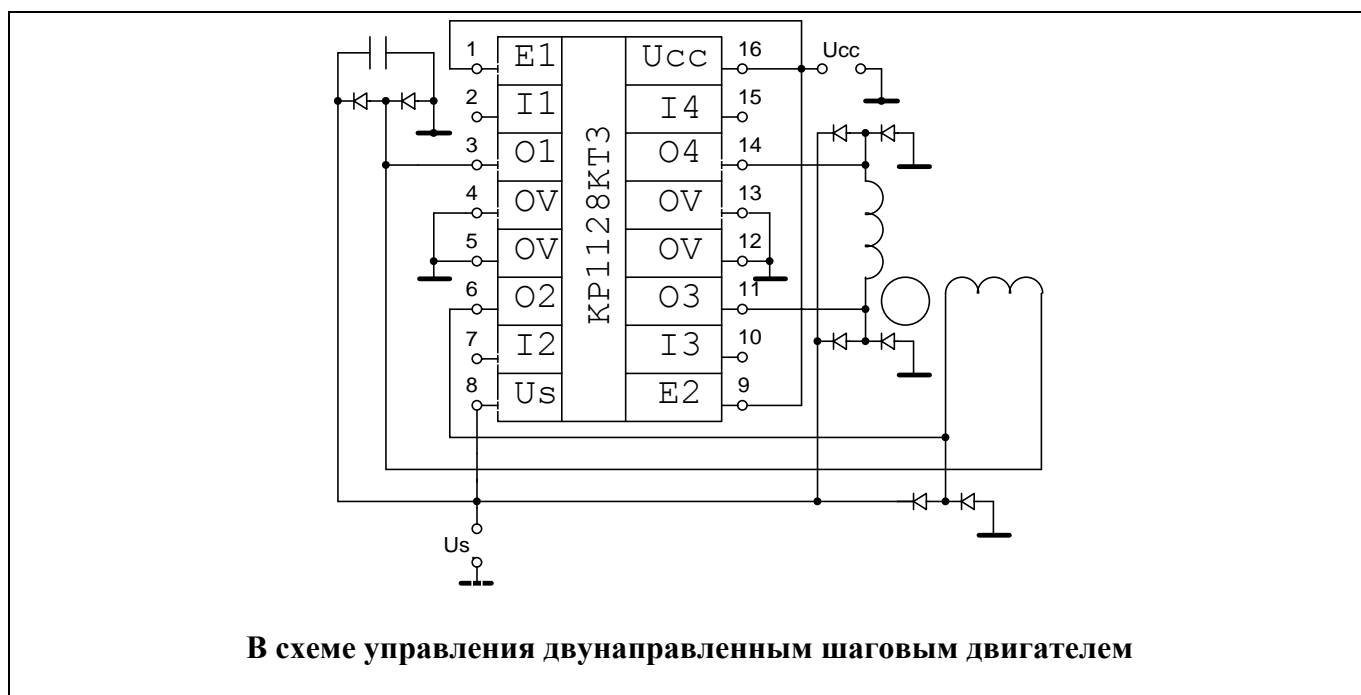 1 E1 Ucc 16 Ucc
2 I1 I4 15
3 O1 O4 14
4 OV OV 13
5 OV OV 12
6 O2 O3 11
7 I2 I3 10
8 Us E2 9
КР1128КТ3
Us
В схеме управления двунаправленным шаговым двигателем